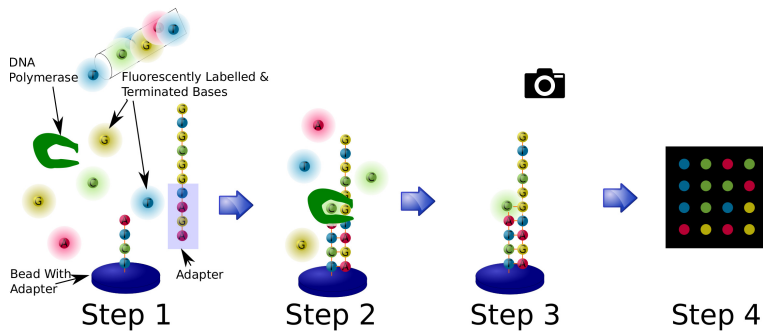 DNA
Polymerase
Fluorescently Labelled &
Terminated Bases
Bead With
Adapter
Adapter
Step 1
Step 2
Step 3
Step 4